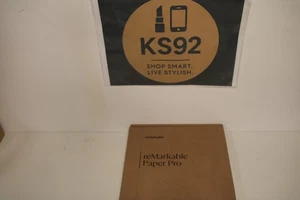 KS92
SHOP SMART.
LIVE STYLISH.
reMarkable
Paper Pro